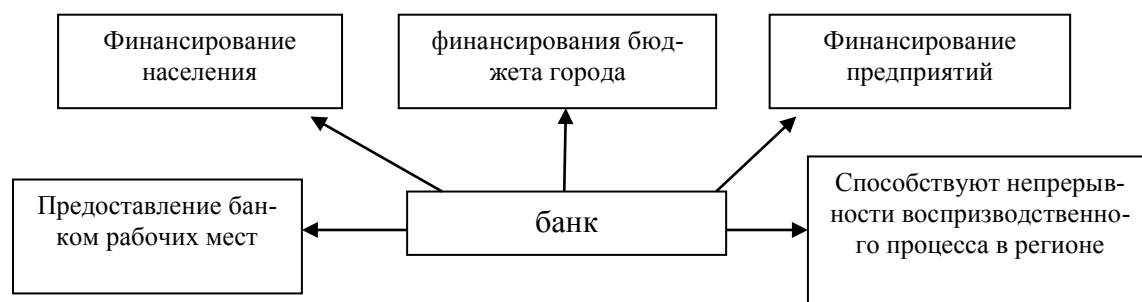 Финансирование
населения
финансирования бюд-
жета города
Финансирование
предприятий
Предоставление бан-
ком рабочих мест
банк
Способствуют непрерыв-
ности воспризводственно-
го процесса в регионе